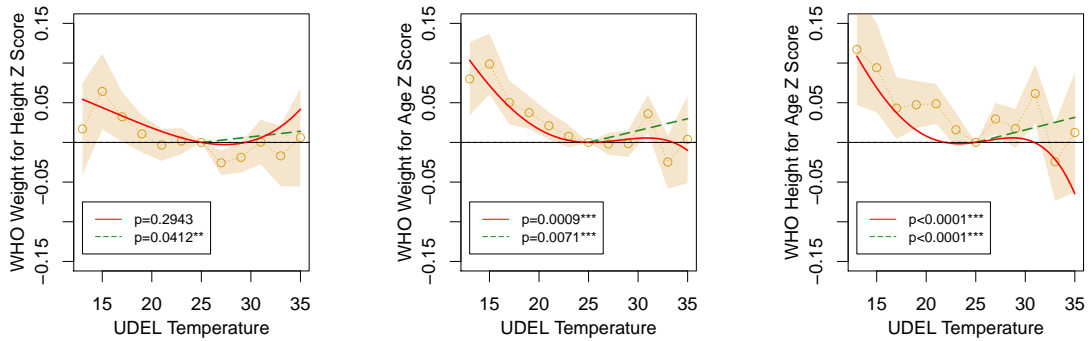 WHO Weight for Height Z Score
0.15
0.05
−0.05
−0.15
p=0.2943
p=0.0412**
15 20 25 30 35
UDEL Temperature
WHO Weight for Age Z Score
0.15
0.05
−0.05
−0.15
p=0.0009***
p=0.0071***
15 20 25 30 35
UDEL Temperature
WHO Height for Age Z Score
0.15
0.05
−0.05
−0.15
p<0.0001***
p<0.0001***
15 20 25 30 35
UDEL Temperature